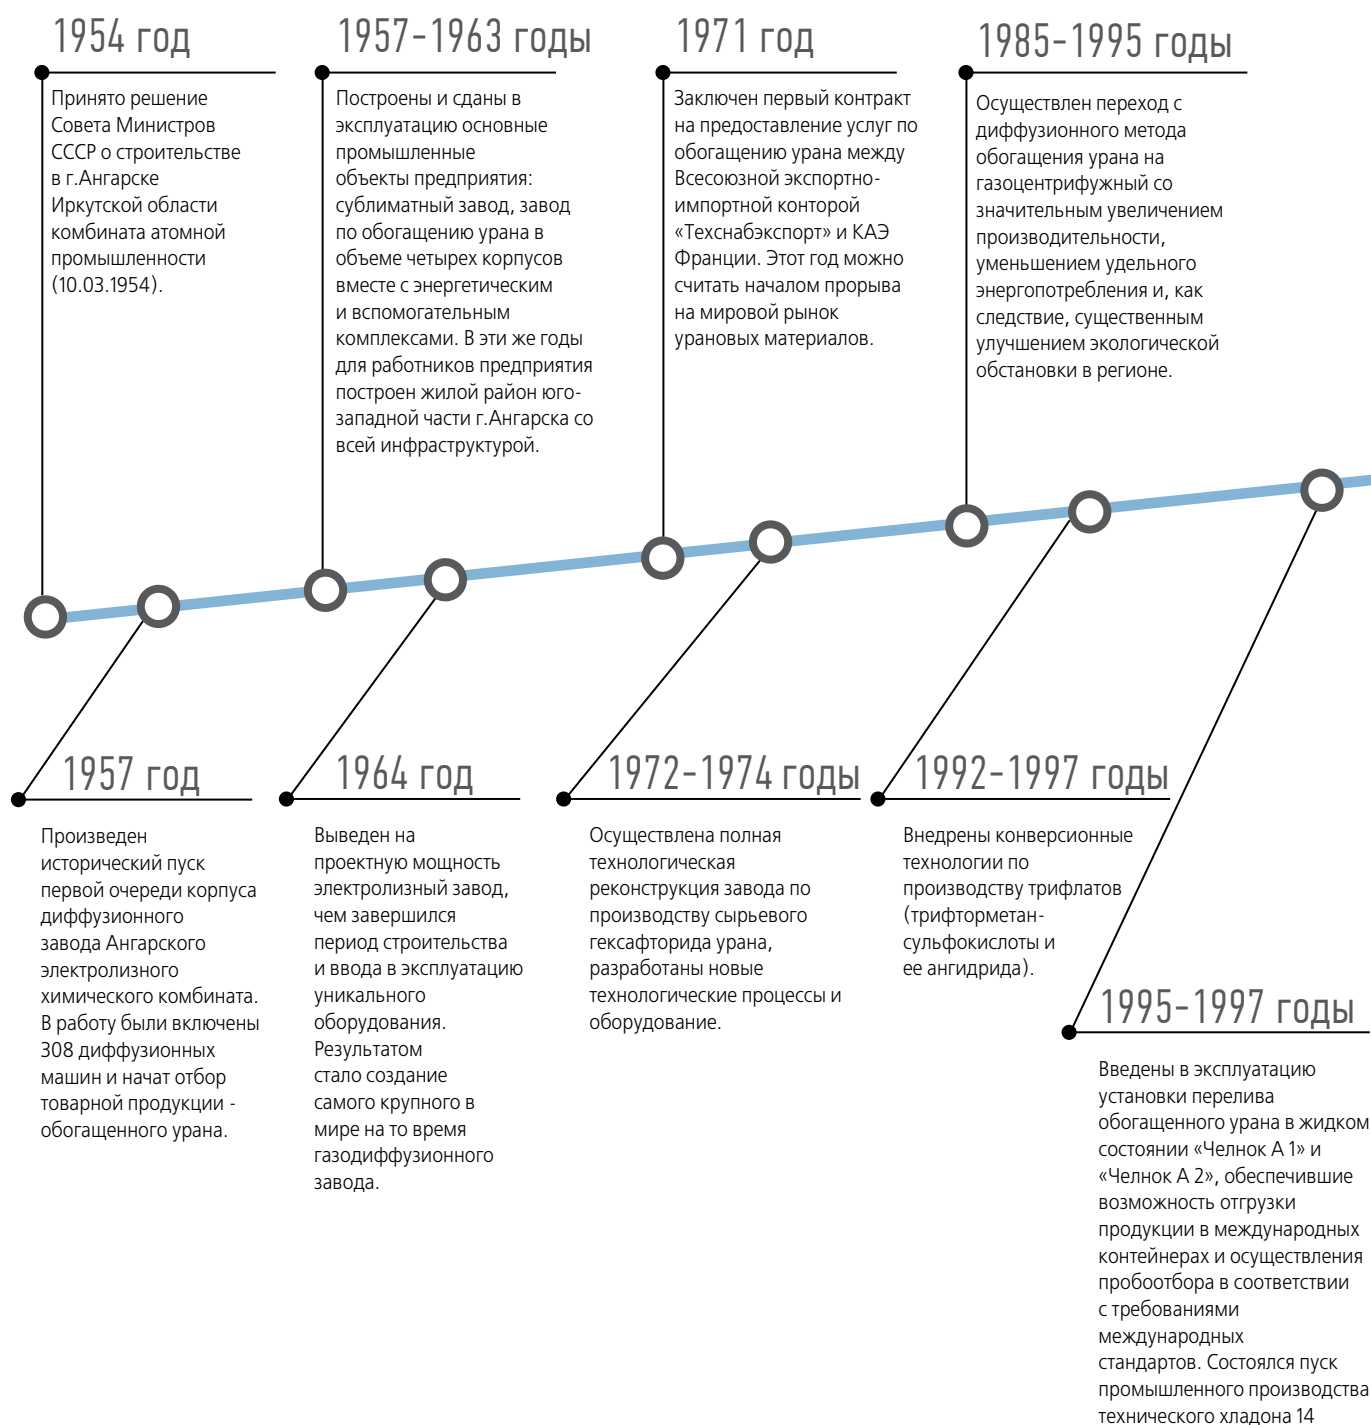 1954 год
Принято решение
Совета Министров
СССР о строительстве
в г.Ангарске
Иркутской области
комбината атомной
промышленности
(10.03.1954).
1957-1963 годы
Построены и сданы в
эксплуатацию основные
промышленные
объекты предприятия:
сублиматный завод, завод
по обогащению урана в
объеме четырех корпусов
вместе с энергетическим
и вспомогательным
комплексами. В эти же годы
для работников предприятия
построен жилой район юго-
западной части г.Ангарска со
всей инфраструктурой.
1971 год
Заключен первый контракт
на предоставление услуг по
обогащению урана между
Всесоюзной экспортно-
импортной конторой
«Техснабэкспорт» и КАЭ
Франции. Этот год можно
считать началом прорыва
на мировой рынок
урановых материалов.
1985-1995 годы
Осуществлен переход с
диффузионного метода
обогащения урана на
газоцентрифужный со
значительным увеличением
производительности,
уменьшением удельного
энергопотребления и, как
следствие, существенным
улучшением экологической
обстановки в регионе.
1957 год
Произведен
исторический пуск
первой очереди корпуса
диффузионного
завода Ангарского
электролизного
химического комбината.
В работу были включены
308 диффузионных
машин и начат отбор
товарной продукции -
обогащенного урана.
1964 год
Выведен на
проектную мощность
электролизный завод,
чем завершился
период строительства
и ввода в эксплуатацию
уникального
оборудования.
Результатом
стало создание
самого крупного в
мире на то время
газодиффузионного
завода.
1972-1974 годы
Осуществлена полная
технологическая
реконструкция завода по
производству сырьевого
гексафторида урана,
разработаны новые
технологические процессы и
оборудование.
1992-1997 годы
Внедрены конверсионные
технологии по
производству трифлатов
(трифторметан-
сульфокислоты и
ее ангидрида).
1995-1997 годы
Введены в эксплуатацию
установки перелива
обогащенного урана в жидком
состоянии «Челнок А 1» и
«Челнок А 2», обеспечившие
возможность отгрузки
продукции в международных
контейнерах и осуществления
пробоотбора в соответствии
с требованиями
международных
стандартов. Состоялся пуск
промышленного производства
технического хладона 14